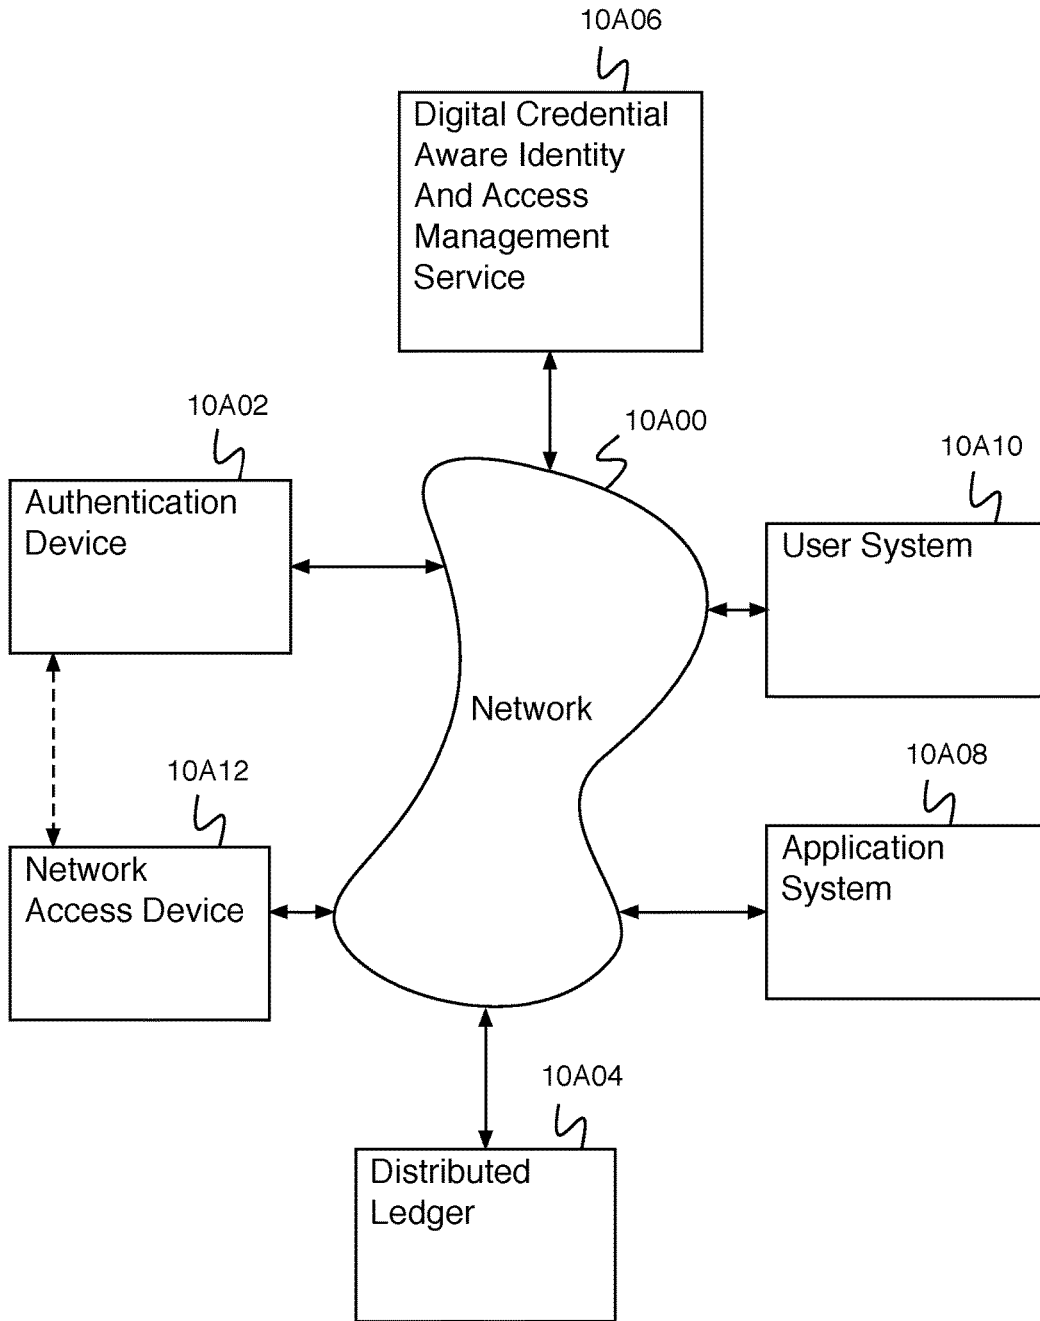 10A06
Digital Credential
Aware Identity
And Access
Management
Service
10A02
Authentication
Device
10A00
10A10
User System
Network
10A12
Network
Access Device
10A08
Application
System
10A04
Distributed
Ledger